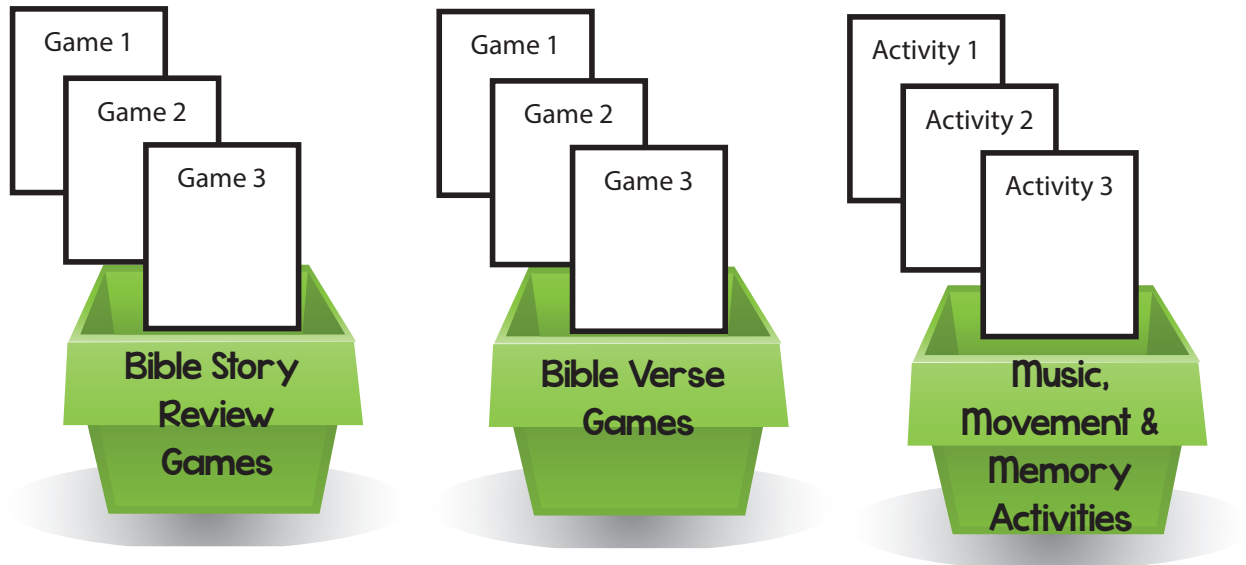 Game 1
Game 2
Game 3
Bible Story
Review
Games
Game 1
Game 2
Game 3
Bible Verse
Games
Activity 1
Activity 2
Activity 3
Music,
Movement &
Memory
Activities